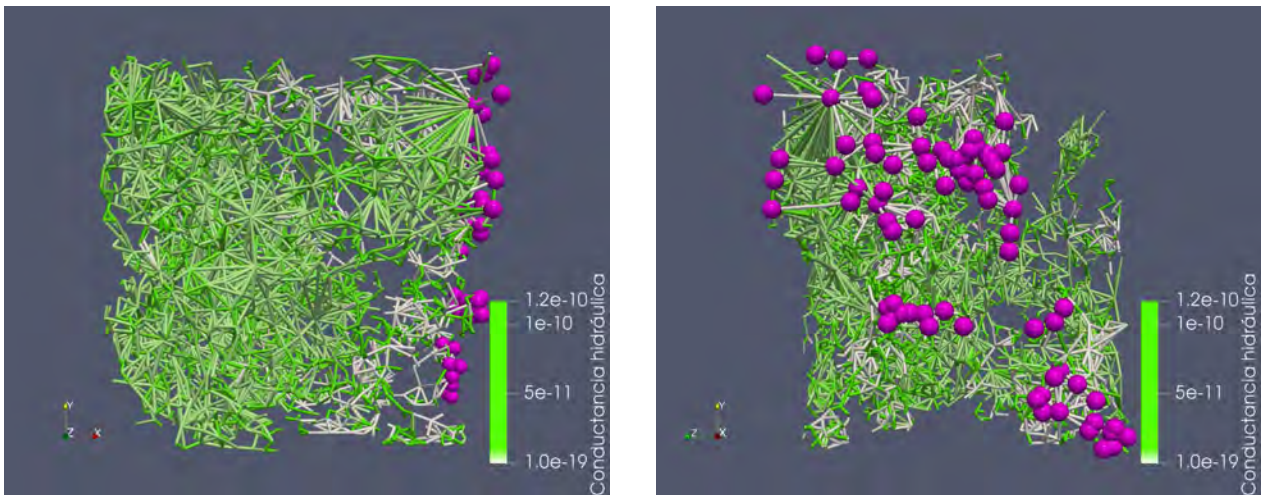 1.2e-10
1e-10
5e-11
1.0e-19
Conductancia hidráulica
Y
Z
X
1.2e-10
1e-10
5e-11
1.0e-19
Conductancia hidráulica
Y
Z
X